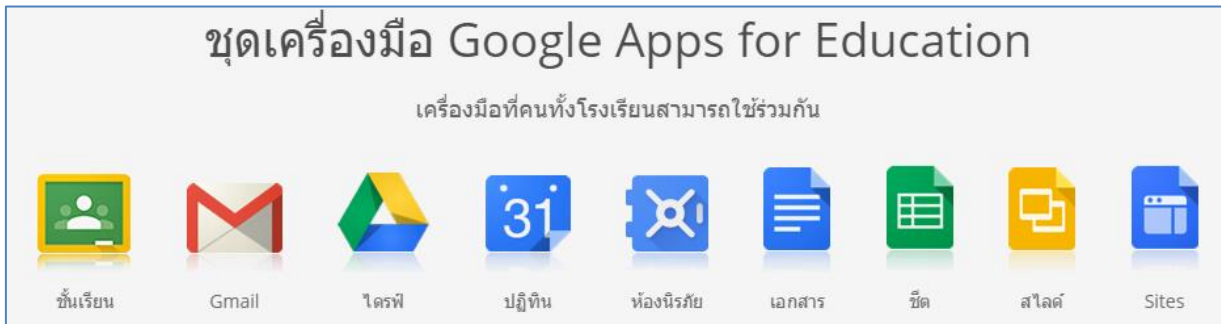 ชุดเครื่องมือ Google Apps for Education
เครื่องมือที่คนทั้งโรงเรียนสามารถใช้ร่วมกัน
31
ชั้นเรียน Gmail ไดรฟ์ ปฏิทิน ห้องนิรภัย เอกสาร ชีต สไลด์ Sites